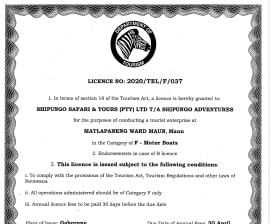 DEPARTMENT OF
TOURISM
LICENCE NO: 2020/TEL/F/037
1. In terms of section 18 of the Tourism Act, a licence is hereby granted to
SHIPUNGO SAFARI & TOURS (PTY) LTD T/A SHIPUNGO ADVENTURES
for the purposes of conducting a tourist enterprise at
MATLAPANENG WARD MAUN, Maun
in the Category of F - Motor Boats
2. Endorsements in case of B licence
3. This licence is issued subject to the following conditions:
i. To comply with the provisions of the Tourism Act, Tourism Regulations and other laws of
Botswana
ii. All operations administered should be of Category F only
iii. Annual licence fees to be paid 30 days before the due date
Place of Issue: Gaborone Due Date of Annual Fees: 30 April